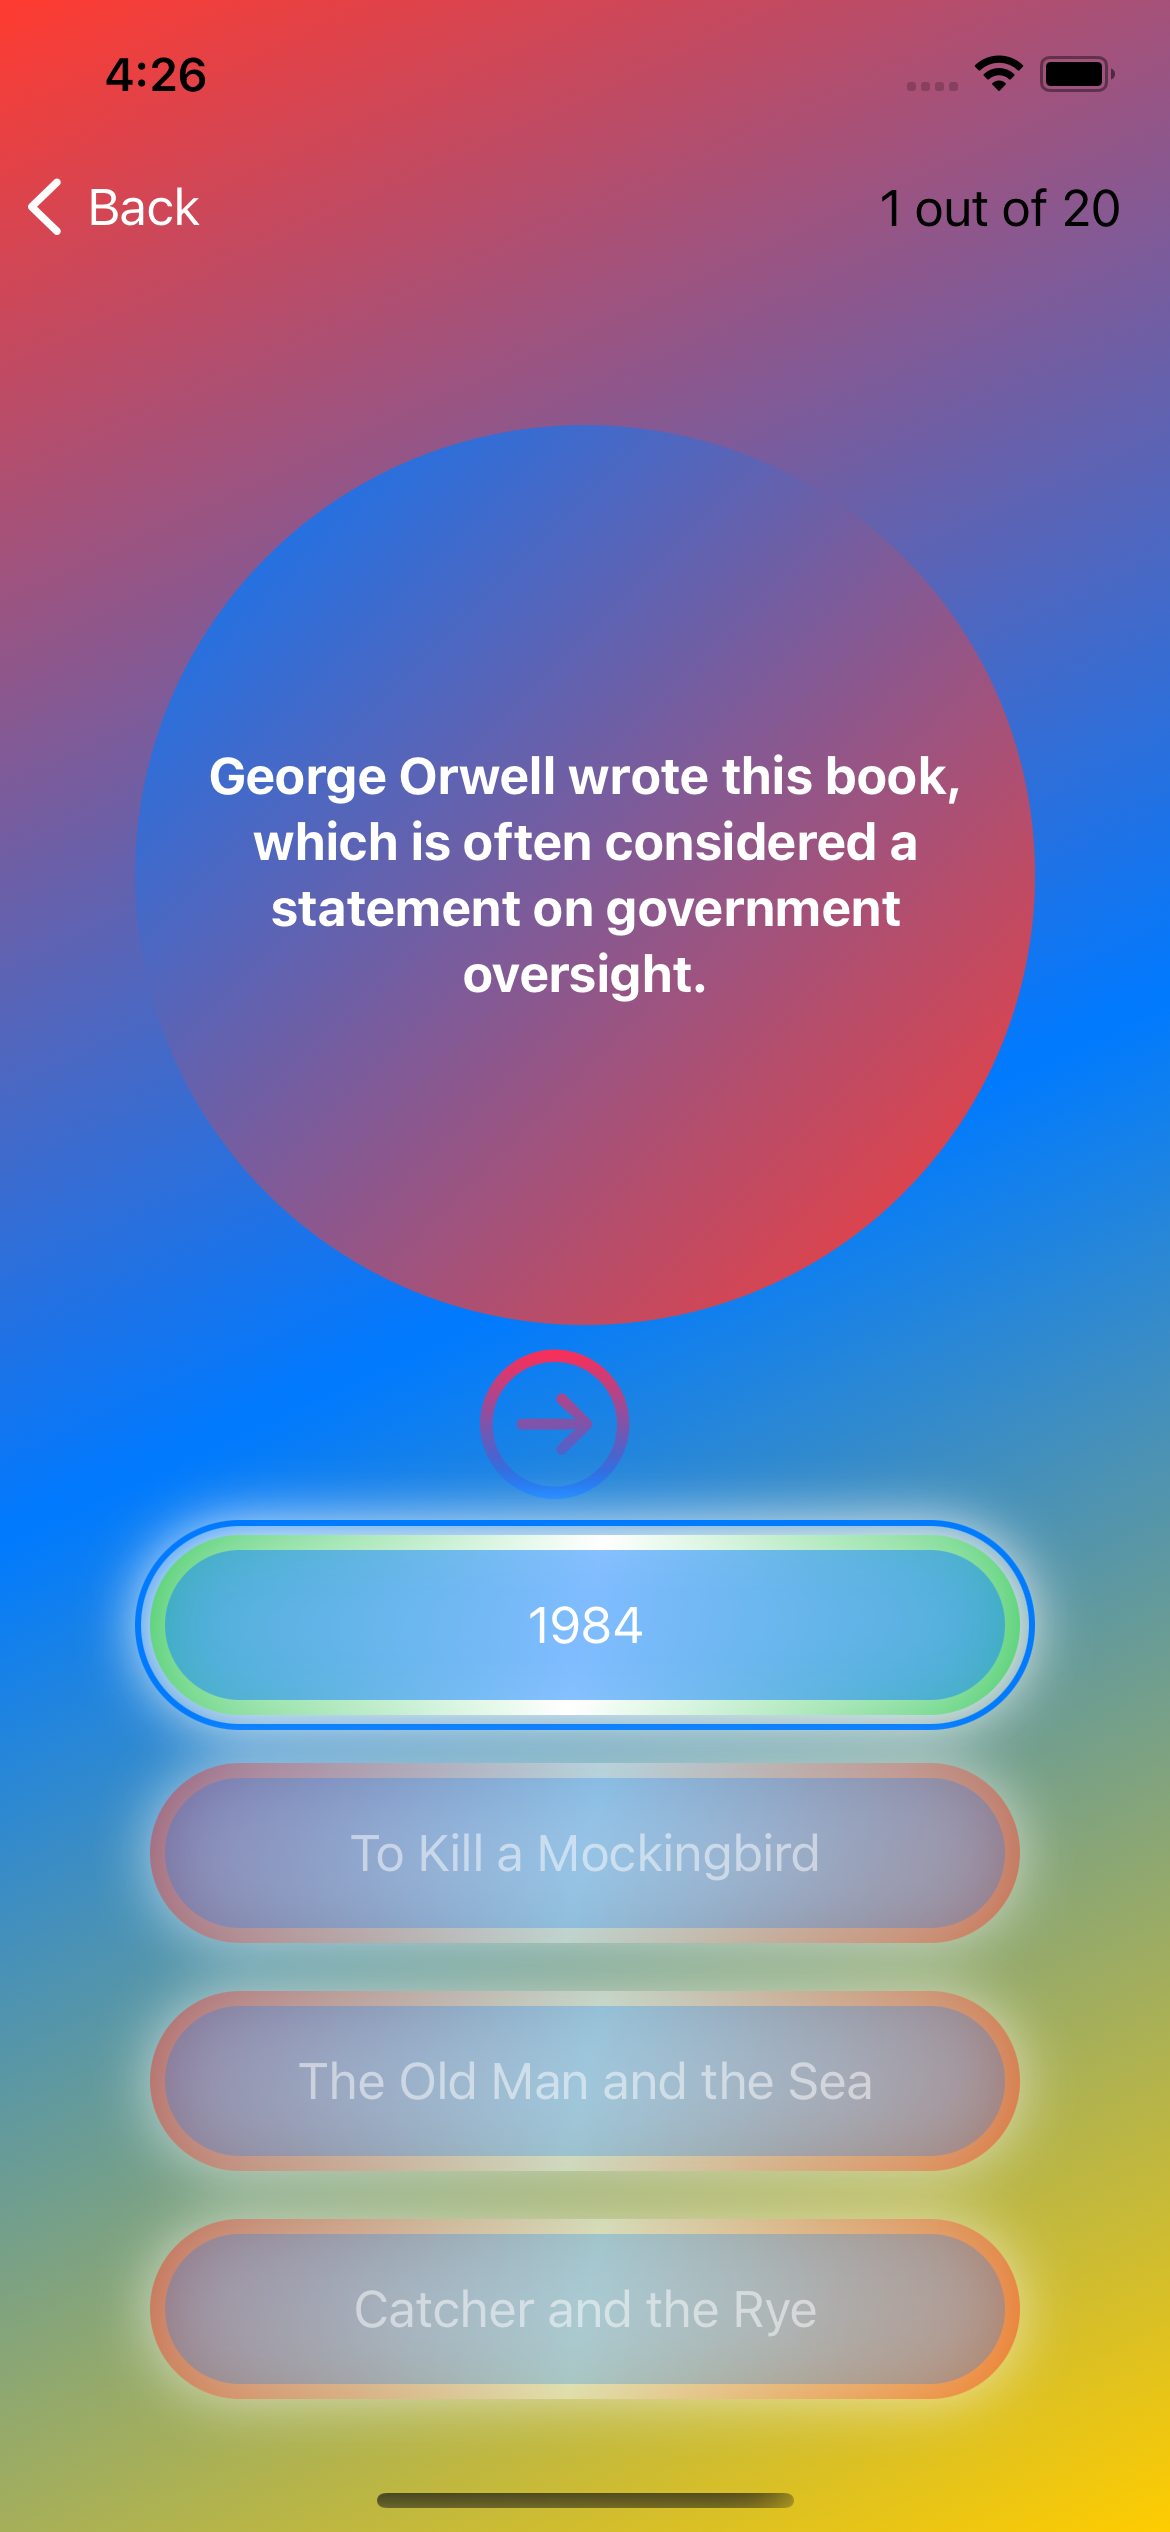 4:26
Back
1 out of 20
George Orwell wrote this book,
which is often considered a
statement on government
oversight.
1984
To Kill a Mockingbird
The Old Man and the Sea
Catcher and the Rye